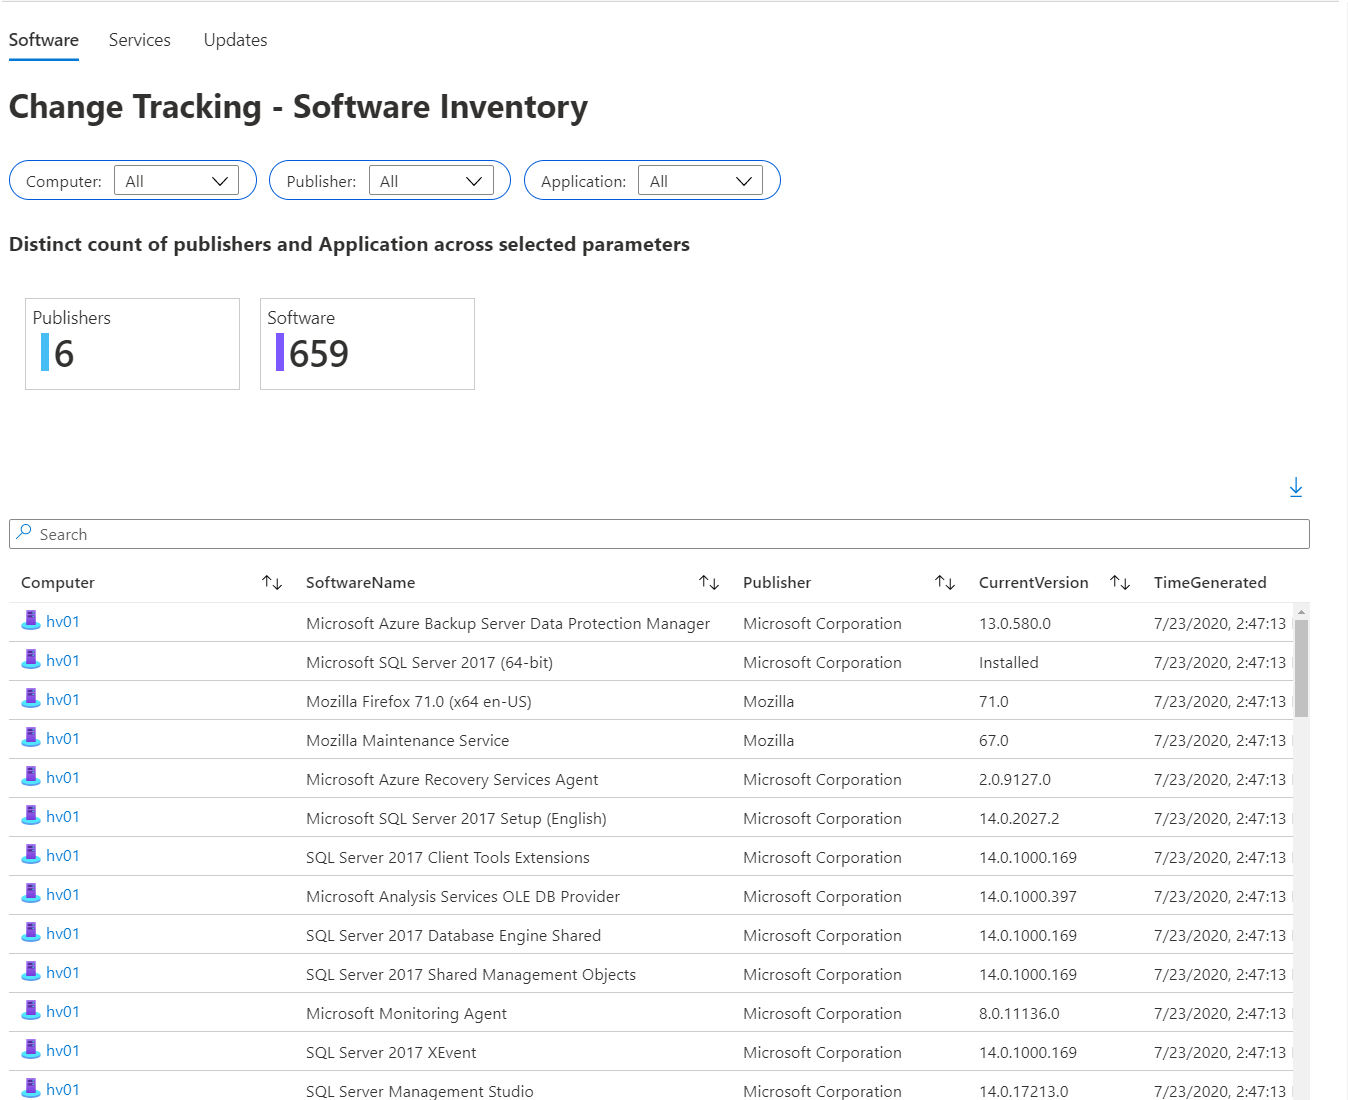 Software Services Updates
Change Tracking - Software Inventory
Computer: All Publisher: All Application: All
Distinct count of publishers and Application across selected parameters
Publishers Software
6 659
Search
Computer SoftwareName Publisher CurrentVersion TimeGenerated
hv01 Microsoft Azure Backup Server Data Protection Manager Microsoft Corporation 13.0.580.0 7/23/2020, 2:47:13
hv01 Microsoft SQL Server 2017 (64-bit) Microsoft Corporation Installed 7/23/2020, 2:47:13
hv01 Mozilla Firefox 71.0 (x64 en-US) Mozilla 71.0 7/23/2020, 2:47:13
hv01 Mozilla Maintenance Service Mozilla 67.0 7/23/2020, 2:47:13
hv01 Microsoft Azure Recovery Services Agent Microsoft Corporation 2.0.9127.0 7/23/2020, 2:47:13
hv01 Microsoft SQL Server 2017 Setup (English) Microsoft Corporation 14.0.2027.2 7/23/2020, 2:47:13
hv01 SQL Server 2017 Client Tools Extensions Microsoft Corporation 14.0.1000.169 7/23/2020, 2:47:13
hv01 Microsoft Analysis Services OLE DB Provider Microsoft Corporation 14.0.1000.397 7/23/2020, 2:47:13
hv01 SQL Server 2017 Database Engine Shared Microsoft Corporation 14.0.1000.169 7/23/2020, 2:47:13
hv01 SQL Server 2017 Shared Management Objects Microsoft Corporation 14.0.1000.169 7/23/2020, 2:47:13
hv01 Microsoft Monitoring Agent Microsoft Corporation 8.0.11136.0 7/23/2020, 2:47:13
hv01 SQL Server 2017 XEvent Microsoft Corporation 14.0.1000.169 7/23/2020, 2:47:13
hv01 SQL Server Management Studio Microsoft Corporation 14.0.17213.0 7/23/2020, 2:47:13